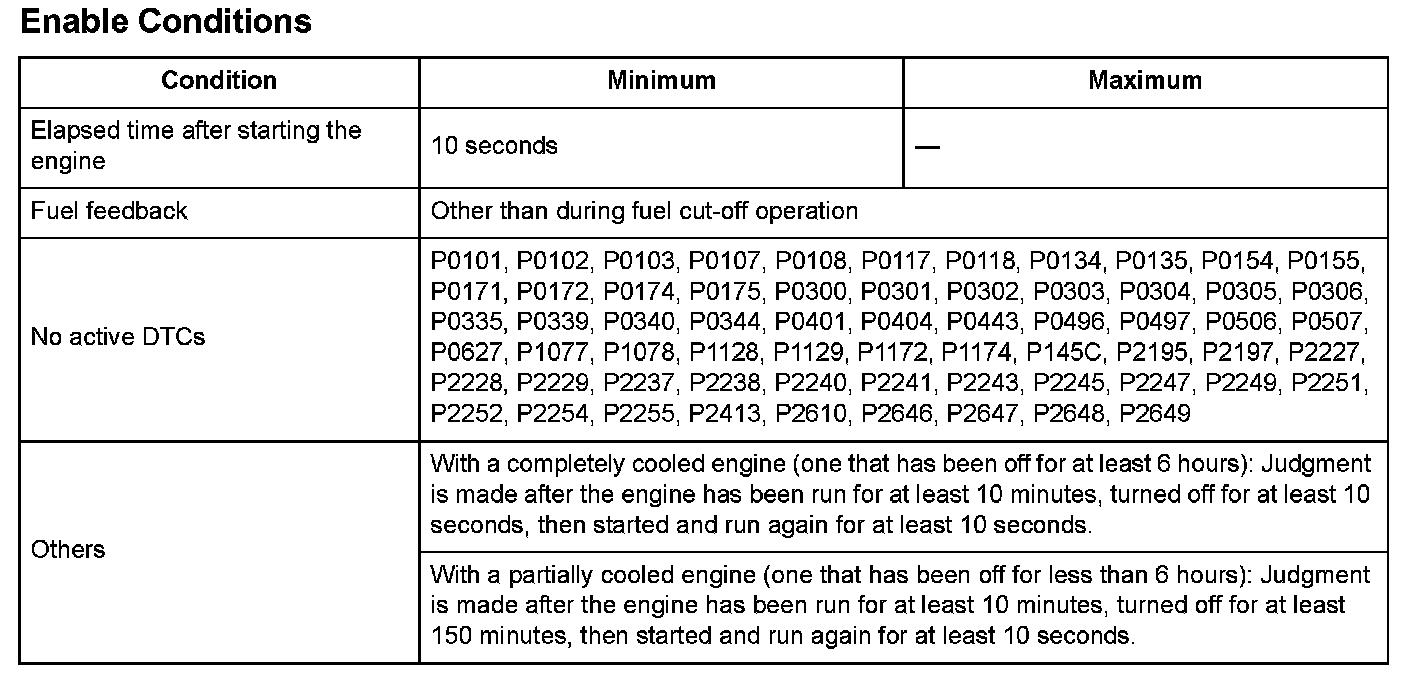 Enable Conditions
Condition
Minimum
Maximum
Elapsed time after starting the
engine
10 seconds
—
Fuel feedback
Other than during fuel cut-off operation
No active DTCs
P0101, P0102, P0103, P0107, P0108, P0117, P0118, P0134, P0135, P0154, P0155,
P0171, P0172, P0174, P0175, P0300, P0301, P0302, P0303, P0304, P0305, P0306,
P0335, P0339, P0340, P0344, P0401, P0404, P0443, P0496, P0497, P0506, P0507,
P0627, P1077, P1078, P1128, P1129, P1172, P1174, P145C, P2195, P2197, P2227,
P2228, P2229, P2237, P2238, P2240, P2241, P2243, P2245, P2247, P2249, P2251,
P2252, P2254, P2255, P2413, P2610, P2646, P2647, P2648, P2649
Others
With a completely cooled engine (one that has been off for at least 6 hours): Judgment
is made after the engine has been run for at least 10 minutes, turned off for at least 10
seconds, then started and run again for at least 10 seconds.
With a partially cooled engine (one that has been off for less than 6 hours): Judgment
is made after the engine has been run for at least 10 minutes, turned off for at least
150 minutes, then started and run again for at least 10 seconds.